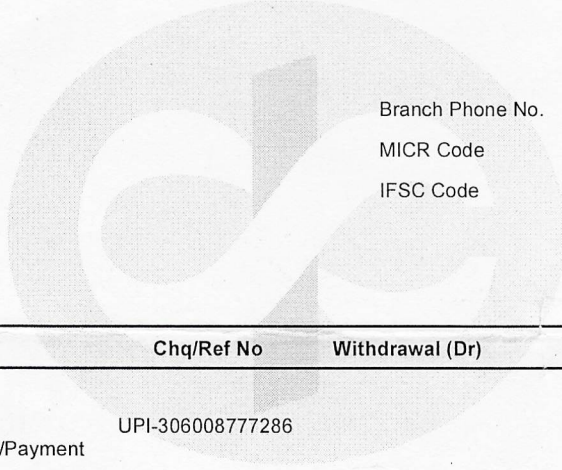 Branch Phone No.
MICR Code
IFSC Code
Chq/Ref No Withdrawal (Dr)
UPI-306008777286
/Payment